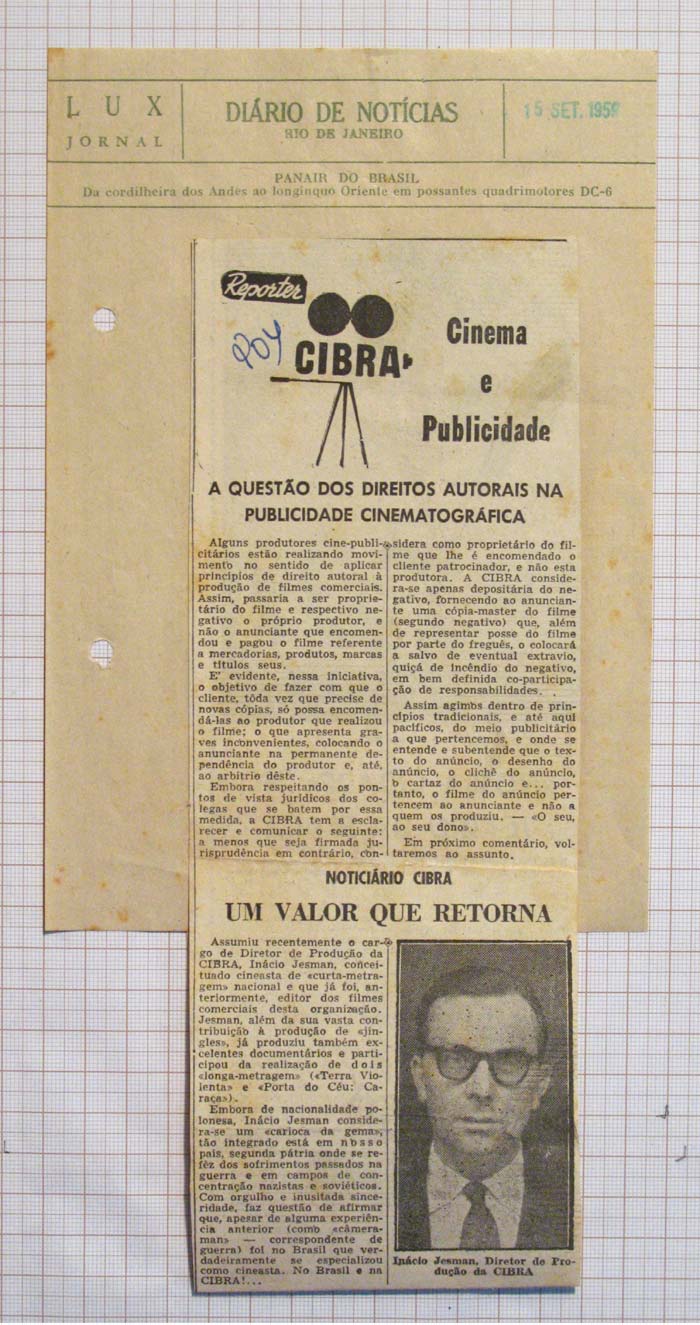 LUX
JORNAL
DIÁRIO DE NOTÍCIAS
RIO DE JANEIRO
15 SET. 1959
PANAIR DO BRASIL
Da cordilheira dos Andes ao longinquo Oriente em possantes quadrimotores DC-6
Reporter
204
CIBRA
Cinema
e
Publicidade
A QUESTÃO DOS DIREITOS AUTORAIS NA
PUBLICIDADE CINEMATOGRÁFICA
Alguns produtores cine-publi-
citários estão realizando movi-
mento no sentido de aplicar
princípios de direito autoral à
produção de filmes comerciais.
Assim, passaria a ser proprie-
tário do filme e respectivo ne-
gativo o próprio produtor, e
não o anunciante que encomen-
dou e pagou o filme referente
a mercadorias, produtos, marcas
e títulos seus.
E' evidente, nessa iniciativa,
o objetivo de fazer com que o
cliente, tôda vez que precise de
novas cópias, só possa encomen-
dá-las ao produtor que realizou
o filme; o que apresenta gra-
ves inconvenientes, colocando o
anunciante na permanente de-
pendência do produtor e, até,
ao arbítrio dêste.
Embora respeitando os pon-
tos de vista jurídicos dos co-
legas que se batem por essa
medida, a CIBRA tem a escla-
recer e comunicar o seguinte:
a menos que seja firmada ju-
risprudência em contrário, con-
sidera como proprietário do fil-
me que lhe é encomendado o
cliente patrocinador, e não esta
produtora. A CIBRA conside-
ra-se apenas depositária do ne-
gativo, fornecendo ao anuncian-
te uma cópia-master do filme
(segundo negativo) que, além
de representar posse do filme
por parte do freguês, o colocará
a salvo de eventual extravio,
quiçá de incêndio do negativo,
em bem definida co-participa-
ção de responsabilidades.
Assim agimbs dentro de prin-
cípios tradicionais, e até aqui
pacíficos, do meio publicitário
a que pertencemos, e onde se
entende e subentende que o tex-
to do anúncio, o desenho do
anúncio, o clichê do anúncio,
o cartaz do anúncio e... por-
tanto, o filme do anúncio per-
tencem ao anunciante e não a
quem os produziu. — «O seu,
ao seu dono».
Em próximo comentário, vol-
taremos ao assunto.
NOTICIÁRIO CIBRA
UM VALOR QUE RETORNA
Assumiu recentemente o car-
go de Diretor de Produção da
CIBRA, Inácio Jesman, concei-
tuado cineasta de «curta-metra-
gem» nacional e que já foi, an-
teriormente, editor dos filmes
comerciais desta organização.
Jesman, além da sua vasta con-
tribuição à produção de «jin-
gles», já produziu também ex-
celentes documentários e parti-
cipou da realização de dois
«longa-metragem» («Terra Vio-
lenta» e «Porta do Céu: Ca-
raça»).
Embora de nacionalidade po-
lonesa, Inácio Jesman conside-
ra-se um «carioca da gema»,
tão integrado está em nosso
país, segunda pátria onde se re-
fêz dos sofrimentos passados na
guerra e em campos de con-
centração nazistas e soviéticos.
Com orgulho e inusitada since-
ridade, faz questão de afirmar
que, apesar de alguma experiên-
cia anterior (como «câmera-
man» — correspondente de
guerra) foi no Brasil que ver-
dadeiramente se especializou
como cineasta. No Brasil e na
CIBRA!...
Inácio Jesman, Diretor de Pro-
dução da CIBRA